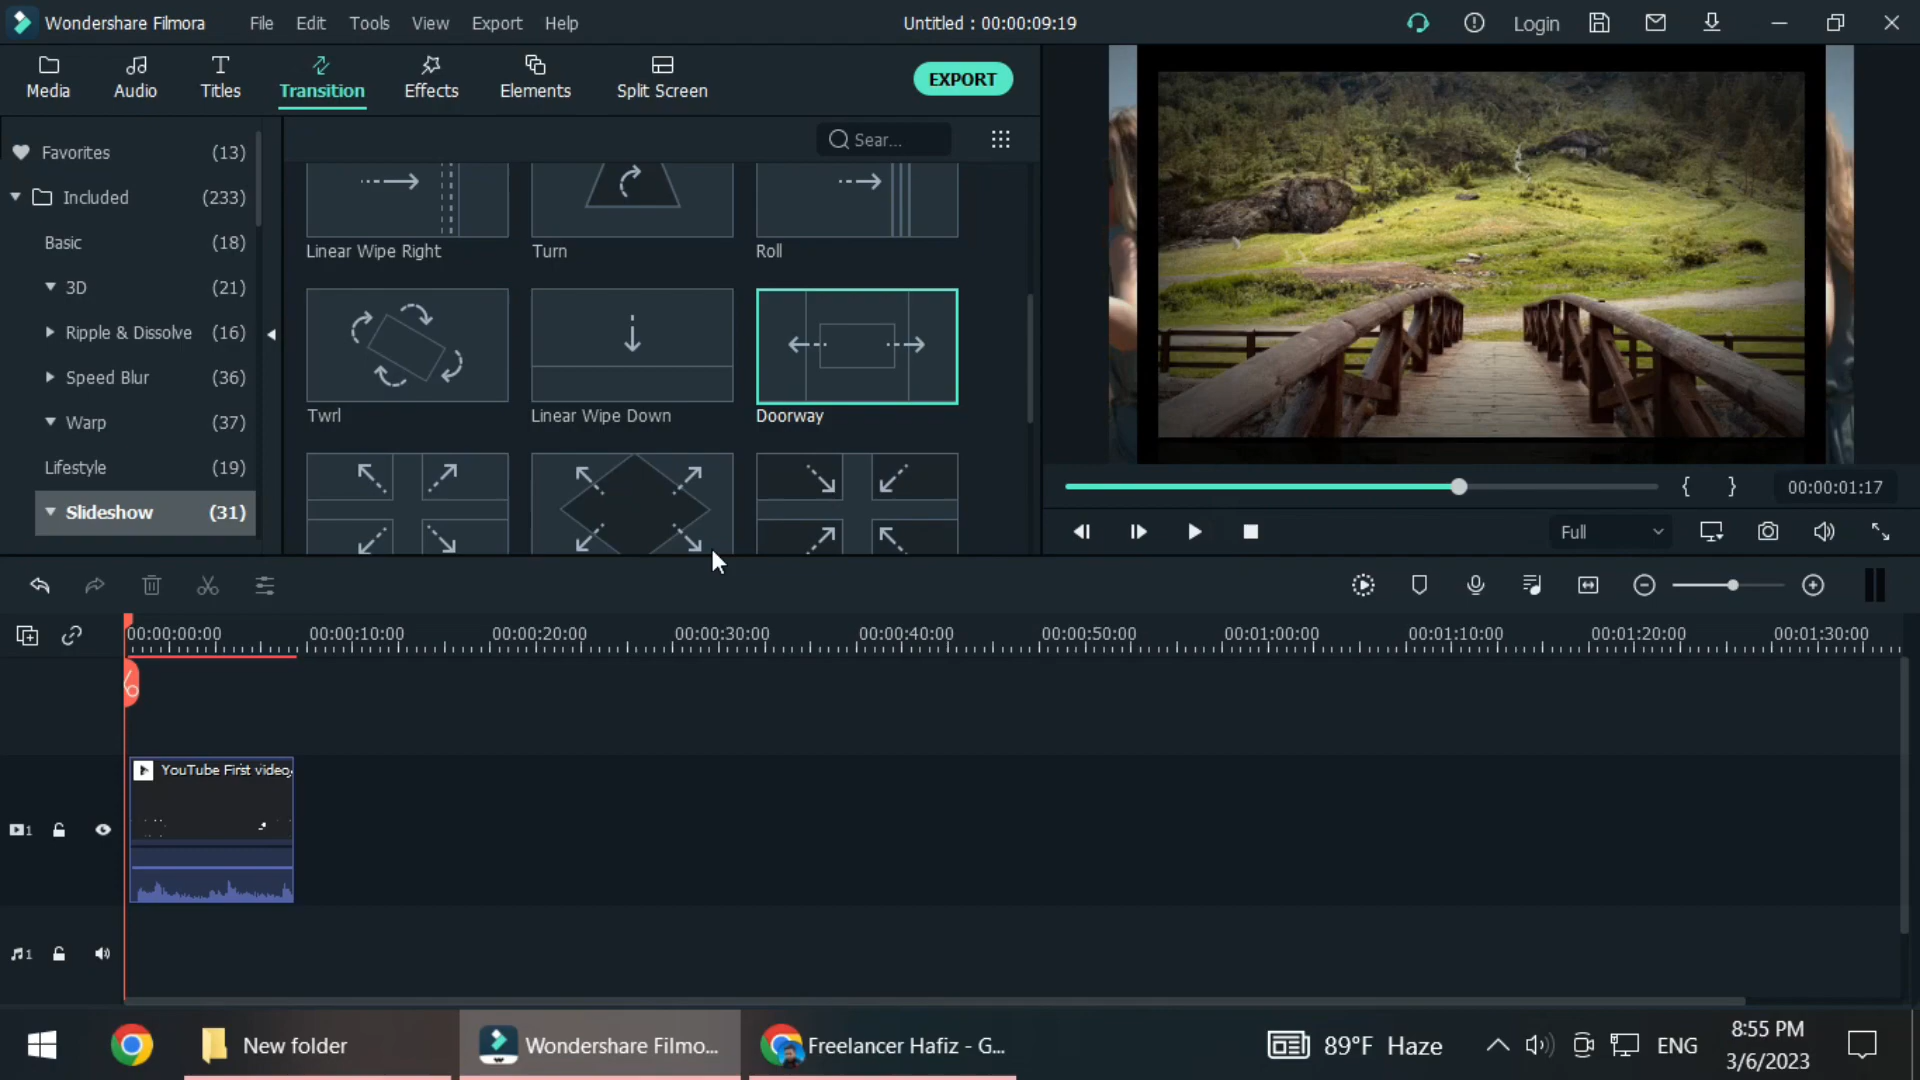 Wondershare Filmora
File
Edit
Tools
View
Export
Help
Untitled : 00:00:09:19
Login
Media
Audio
Titles
Transition
Effects
Elements
Split Screen
EXPORT
Favorites (13)
Included (233)
Basic (18)
3D (21)
Ripple & Dissolve (16)
Speed Blur (36)
Warp (37)
Lifestyle (19)
Slideshow (31)
Sear...
Linear Wipe Right
Turn
Roll
Twrl
Linear Wipe Down
Doorway
{ }
00:00:01:17
Full
00:00:00:00
00:00:10:00
00:00:20:00
00:00:30:00
00:00:40:00
00:00:50:00
00:01:00:00
00:01:10:00
00:01:20:00
00:01:30:00
YouTube First video
1
1
New folder
Wondershare Filmo...
Freelancer Hafiz - G...
89°F Haze
ENG
8:55 PM
3/6/2023